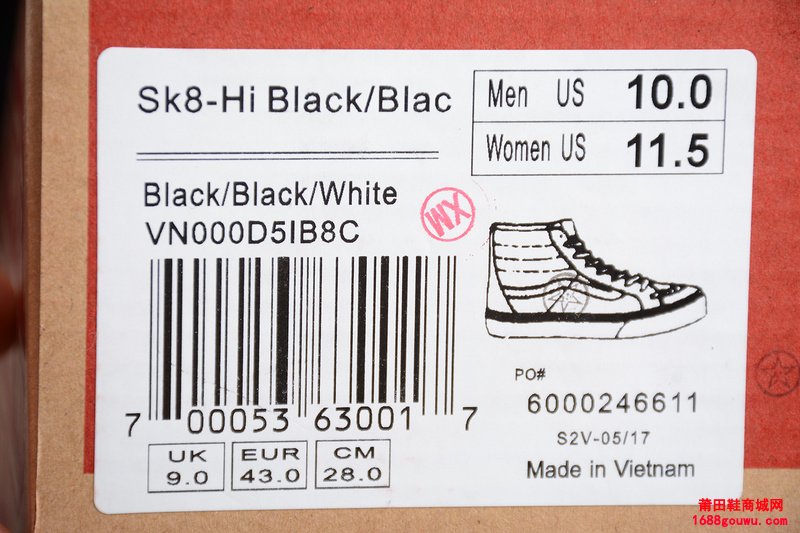 Sk8-Hi Black/Blac
Men US 10.0
Women US 11.5
Black/Black/White
VN000D5IB8C
WX
7 00053 63001 7
UK EUR CM
9.0 43.0 28.0
PO#
6000246611
S2V-05/17
Made in Vietnam
莆田鞋商城网
1688gouwu.com